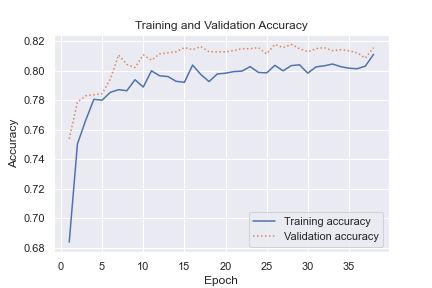 Training and Validation Accuracy
0.82
0.80
0.78
0.76
0.74
0.72
0.70
0.68
Accuracy
Training accuracy
Validation accuracy
0 5 10 15 20 25 30 35
Epoch